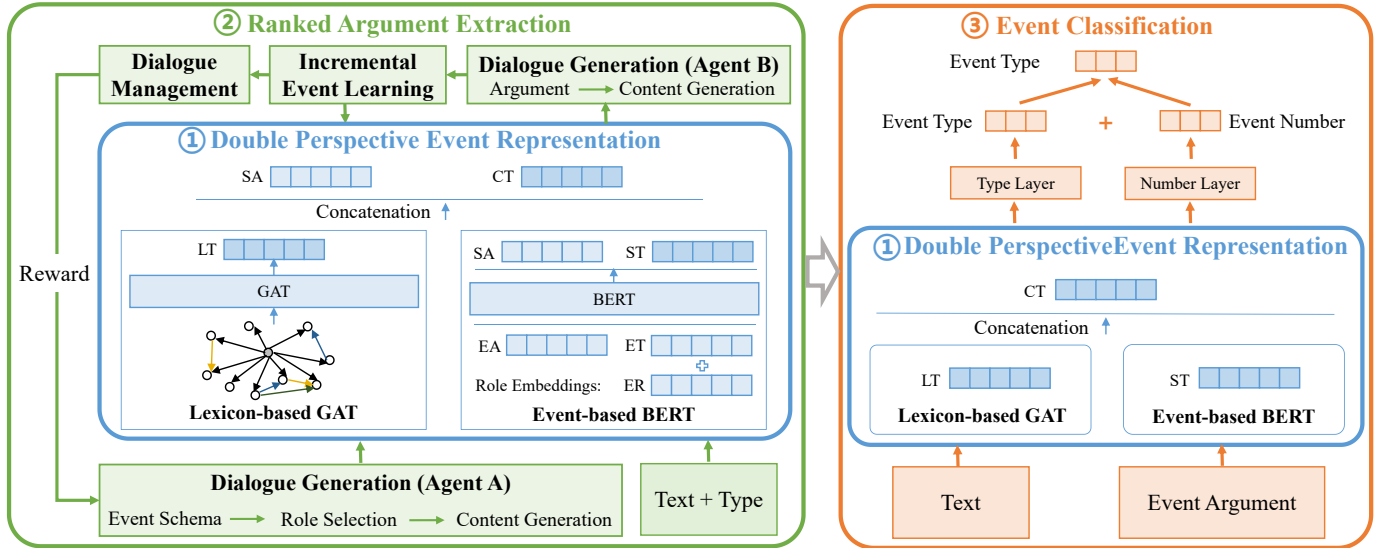 ② Ranked Argument Extraction
Dialogue
Management
Incremental
Event Learning
Dialogue Generation (Agent B)
Argument Content Generation
① Double Perspective Event Representation
SA
CT
Concatenation
LT
GAT
Lexicon-based GAT
SA
ST
BERT
EA
ET
Role Embeddings: ER
Event-based BERT
Reward
Dialogue Generation (Agent A)
Event Schema Role Selection Content Generation
Text + Type
③ Event Classification
Event Type
Event Type + Event Number
Type Layer
Number Layer
① Double PerspectiveEvent Representation
CT
Concatenation
LT
Lexicon-based GAT
ST
Event-based BERT
Text
Event Argument